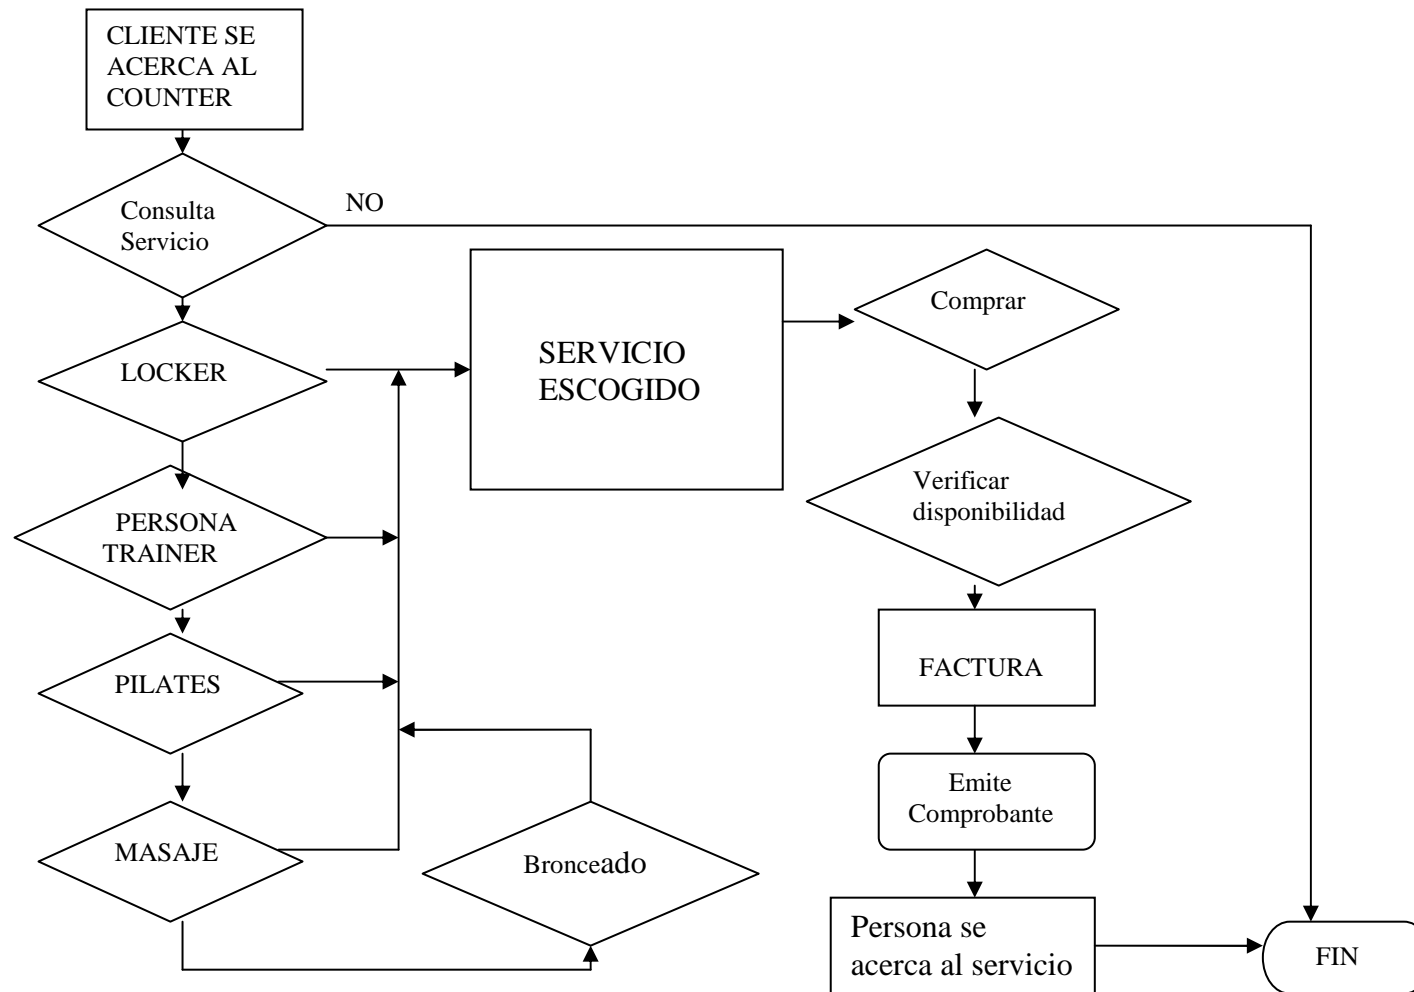 CLIENTE SE
ACERCA AL
COUNTER
Consulta
Servicio
NO
LOCKER
PERSONA
TRAINER
PILATES
MASAJE
Bronceado
SERVICIO
ESCOGIDO
Comprar
Verificar
disponibilidad
FACTURA
Emite
Comprobante
Persona se
acerca al servicio
FIN